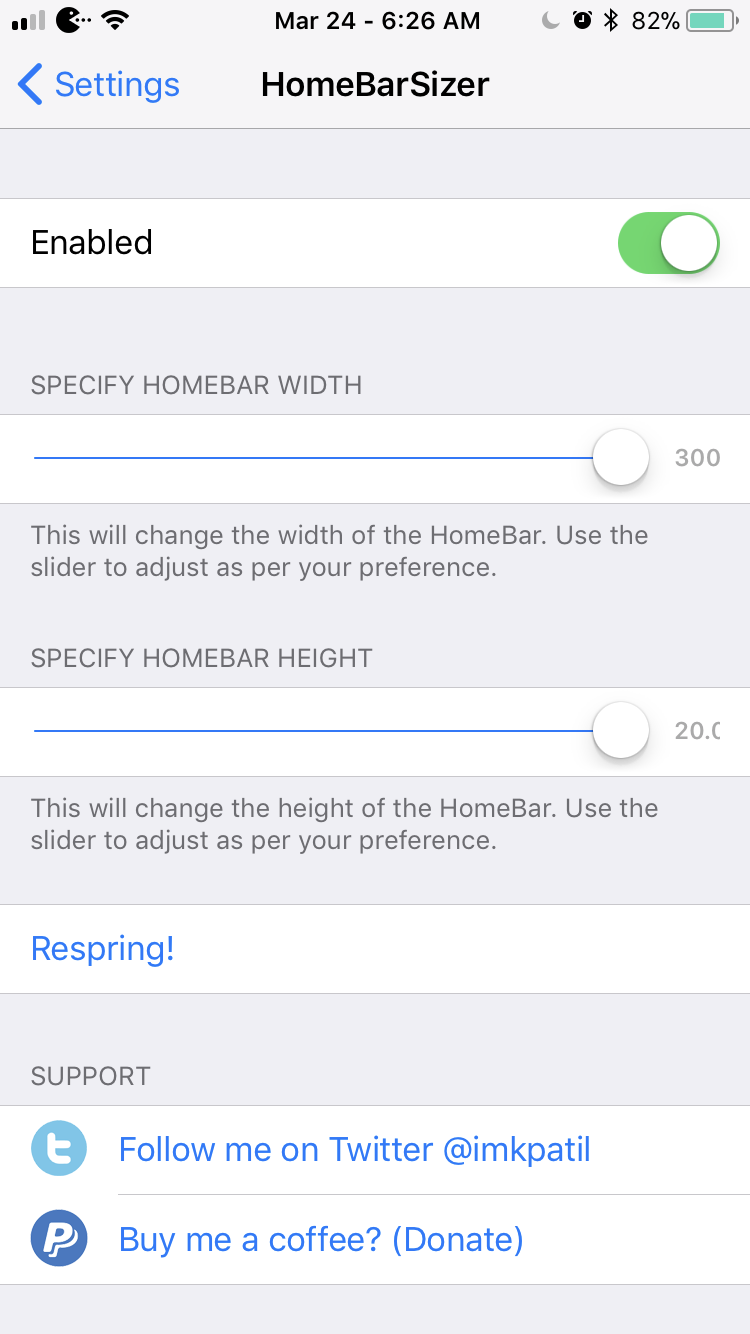 Mar 24 - 6:26 AM 82%
Settings HomeBarSizer
Enabled
SPECIFY HOMEBAR WIDTH
300
This will change the width of the HomeBar. Use the
slider to adjust as per your preference.
SPECIFY HOMEBAR HEIGHT
20.0
This will change the height of the HomeBar. Use the
slider to adjust as per your preference.
Respring!
SUPPORT
Follow me on Twitter @imkpatil
Buy me a coffee? (Donate)